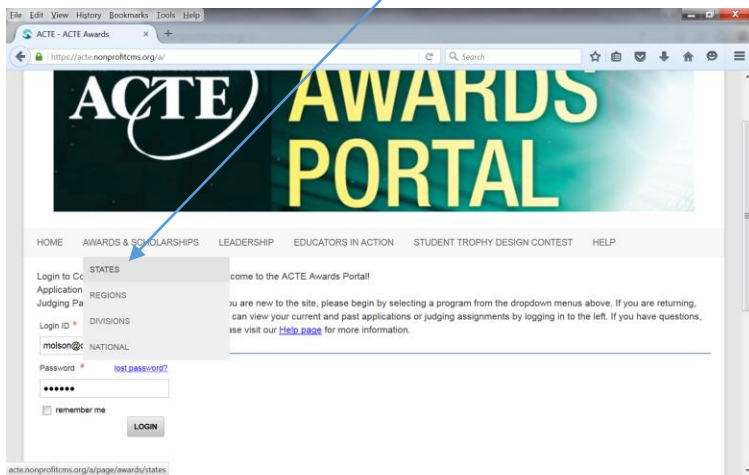 File Edit View History Bookmarks Tools Help
ACTE - ACTE Awards × +
https://acte.nonprofitcms.org/a/ Search
ACTE AWARDS
PORTAL
HOME AWARDS & SCHOLARSHIPS LEADERSHIP EDUCATORS IN ACTION STUDENT TROPHY DESIGN CONTEST HELP
STATES
REGIONS
DIVISIONS
NATIONAL
Login to
Application
Judging
Login ID *
molson@
Password * lost password?
••••••
remember me
LOGIN
come to the ACTE Awards Portal!
ou are new to the site, please begin by selecting a program from the dropdown menus above. If you are returning,
can view your current and past applications or judging assignments by logging in to the left. If you have questions,
ase visit our Help page for more information.
acte.nonprofitcms.org/a/page/awards/states